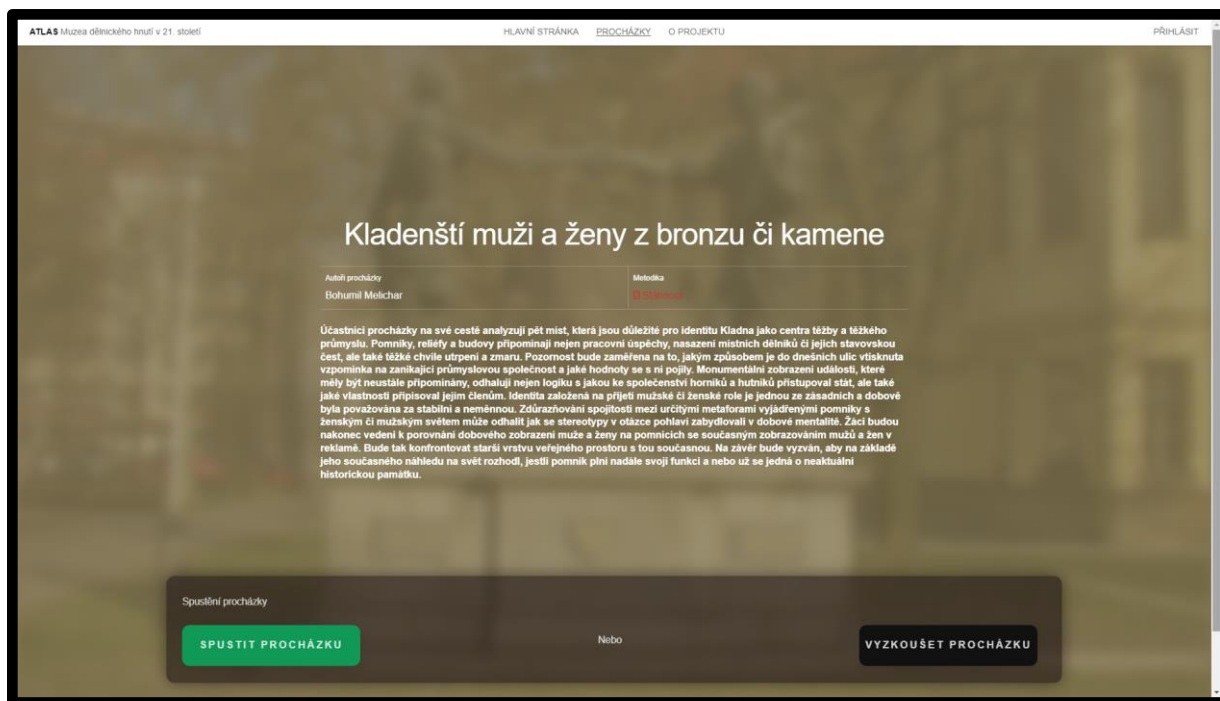 ATLAS Muzea dělnického hnutí v 21. století
HLAVNÍ STRÁNKA PROCHÁZKY O PROJEKTU
PŘIHLÁSIT
Kladenští muži a ženy z bronzu či kamene
Autoři procházky
Bohumil Melichar
Metodika
Stáhnout
Účastníci procházky na své cestě analyzují pět míst, která jsou důležité pro identitu Kladna jako centra těžby a těžkého
průmyslu. Pomníky, reliéfy a budovy připomínají nejen pracovní úspěchy, nasazení místních dělníků či jejich stavovskou
čest, ale také těžké chvíle utrpení a zmaru. Pozornost bude zaměřena na to, jakým způsobem je do dnešních ulic vtisknuta
vzpomínka na zanikající průmyslovou společnost a jaké hodnoty se s ní pojily. Monumentální zobrazení událostí, které
měly být neustále připomínány, odhalují nejen logiku s jakou ke společenství horníků a hutníků přistupoval stát, ale také
jaké vlastnosti připisoval jejím členům. Identita založená na přijetí mužské či ženské role je jednou ze zásadních a dobově
byla považována za stabilní a neměnnou. Zdůrazňování spojitosti mezi určitými metaforami vyjádřenými pomníky s
ženským či mužským světem může odhalit jak se stereotypy v otázce pohlaví zabydlovali v dobové mentalitě. Žáci budou
nakonec vedeni k porovnání dobového zobrazení muže a ženy na pomnících se současným zobrazováním mužů a žen v
reklamě. Bude tak konfrontovat starší vrstvu veřejného prostoru s tou současnou. Na závěr bude vyzván, aby na základě
jeho současného náhledu na svět rozhodl, jestli pomník plní nadále svoji funkci a nebo už se jedná o neaktuální
historickou památku.
Spuštění procházky
SPUSTIT PROCHÁZKU
Nebo
VYZKOUŠET PROCHÁZKU